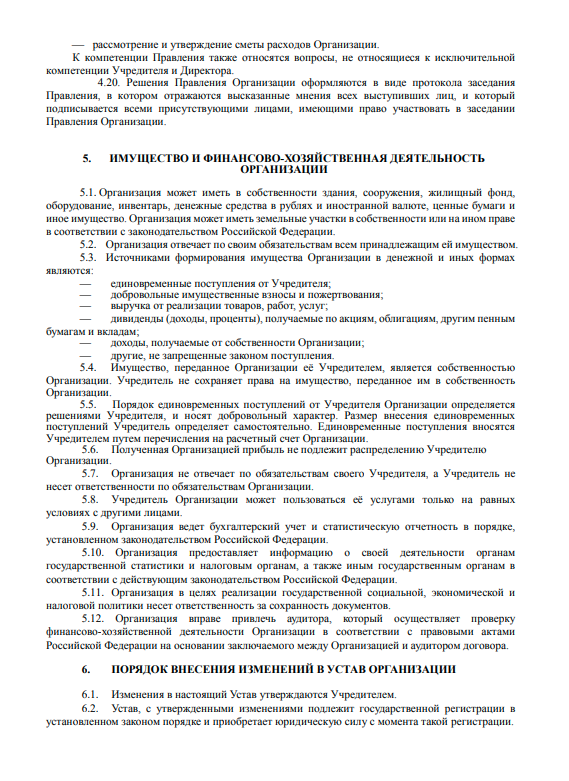 — рассмотрение и утверждение сметы расходов Организации.
К компетенции Правления также относятся вопросы, не относящиеся к исключительной
компетенции Учредителя и Директора.
4.20. Решения Правления Организации оформляются в виде протокола заседания
Правления, в котором отражаются высказанные мнения всех выступивших лиц, и который
подписывается всеми присутствующими лицами, имеющими право участвовать в заседании
Правления Организации.
5. ИМУЩЕСТВО И ФИНАНСОВО-ХОЗЯЙСТВЕННАЯ ДЕЯТЕЛЬНОСТЬ
ОРГАНИЗАЦИИ
5.1. Организация может иметь в собственности здания, сооружения, жилищный фонд,
оборудование, инвентарь, денежные средства в рублях и иностранной валюте, ценные бумаги и
иное имущество. Организация может иметь земельные участки в собственности или на ином праве
в соответствии с законодательством Российской Федерации.
5.2. Организация отвечает по своим обязательствам всем принадлежащим ей имуществом.
5.3. Источниками формирования имущества Организации в денежной и иных формах
являются:
— единовременные поступления от Учредителя;
— добровольные имущественные взносы и пожертвования;
— выручка от реализации товаров, работ, услуг;
— дивиденды (доходы, проценты), получаемые по акциям, облигациям, другим пенным
бумагам и вкладам;
— доходы, получаемые от собственности Организации;
— другие, не запрещенные законом поступления.
5.4. Имущество, переданное Организации её Учредителем, является собственностью
Организации. Учредитель не сохраняет права на имущество, переданное им в собственность
Организации.
5.5. Порядок единовременных поступлений от Учредителя Организации определяется
решениями Учредителя, и носят добровольный характер. Размер внесения единовременных
поступлений Учредитель определяет самостоятельно. Единовременные поступления вносятся
Учредителем путем перечисления на расчетный счет Организации.
5.6. Полученная Организацией прибыль не подлежит распределению Учредителю
Организации.
5.7. Организация не отвечает по обязательствам своего Учредителя, а Учредитель не
несет ответственности по обязательствам Организации.
5.8. Учредитель Организации может пользоваться её услугами только на равных
условиях с другими лицами.
5.9. Организация ведет бухгалтерский учет и статистическую отчетность в порядке,
установленном законодательством Российской Федерации.
5.10. Организация предоставляет информацию о своей деятельности органам
государственной статистики и налоговым органам, а также иным государственным органам в
соответствии с действующим законодательством Российской Федерации.
5.11. Организация в целях реализации государственной социальной, экономической и
налоговой политики несет ответственность за сохранность документов.
5.12. Организация вправе привлечь аудитора, который осуществляет проверку
финансово-хозяйственной деятельности Организации в соответствии с правовыми актами
Российской Федерации на основании заключаемого между Организацией и аудитором договора.
6. ПОРЯДОК ВНЕСЕНИЯ ИЗМЕНЕНИЙ В УСТАВ ОРГАНИЗАЦИИ
6.1. Изменения в настоящий Устав утверждаются Учредителем.
6.2. Устав, с утвержденными изменениями подлежит государственной регистрации в
установленном законом порядке и приобретает юридическую силу с момента такой регистрации.